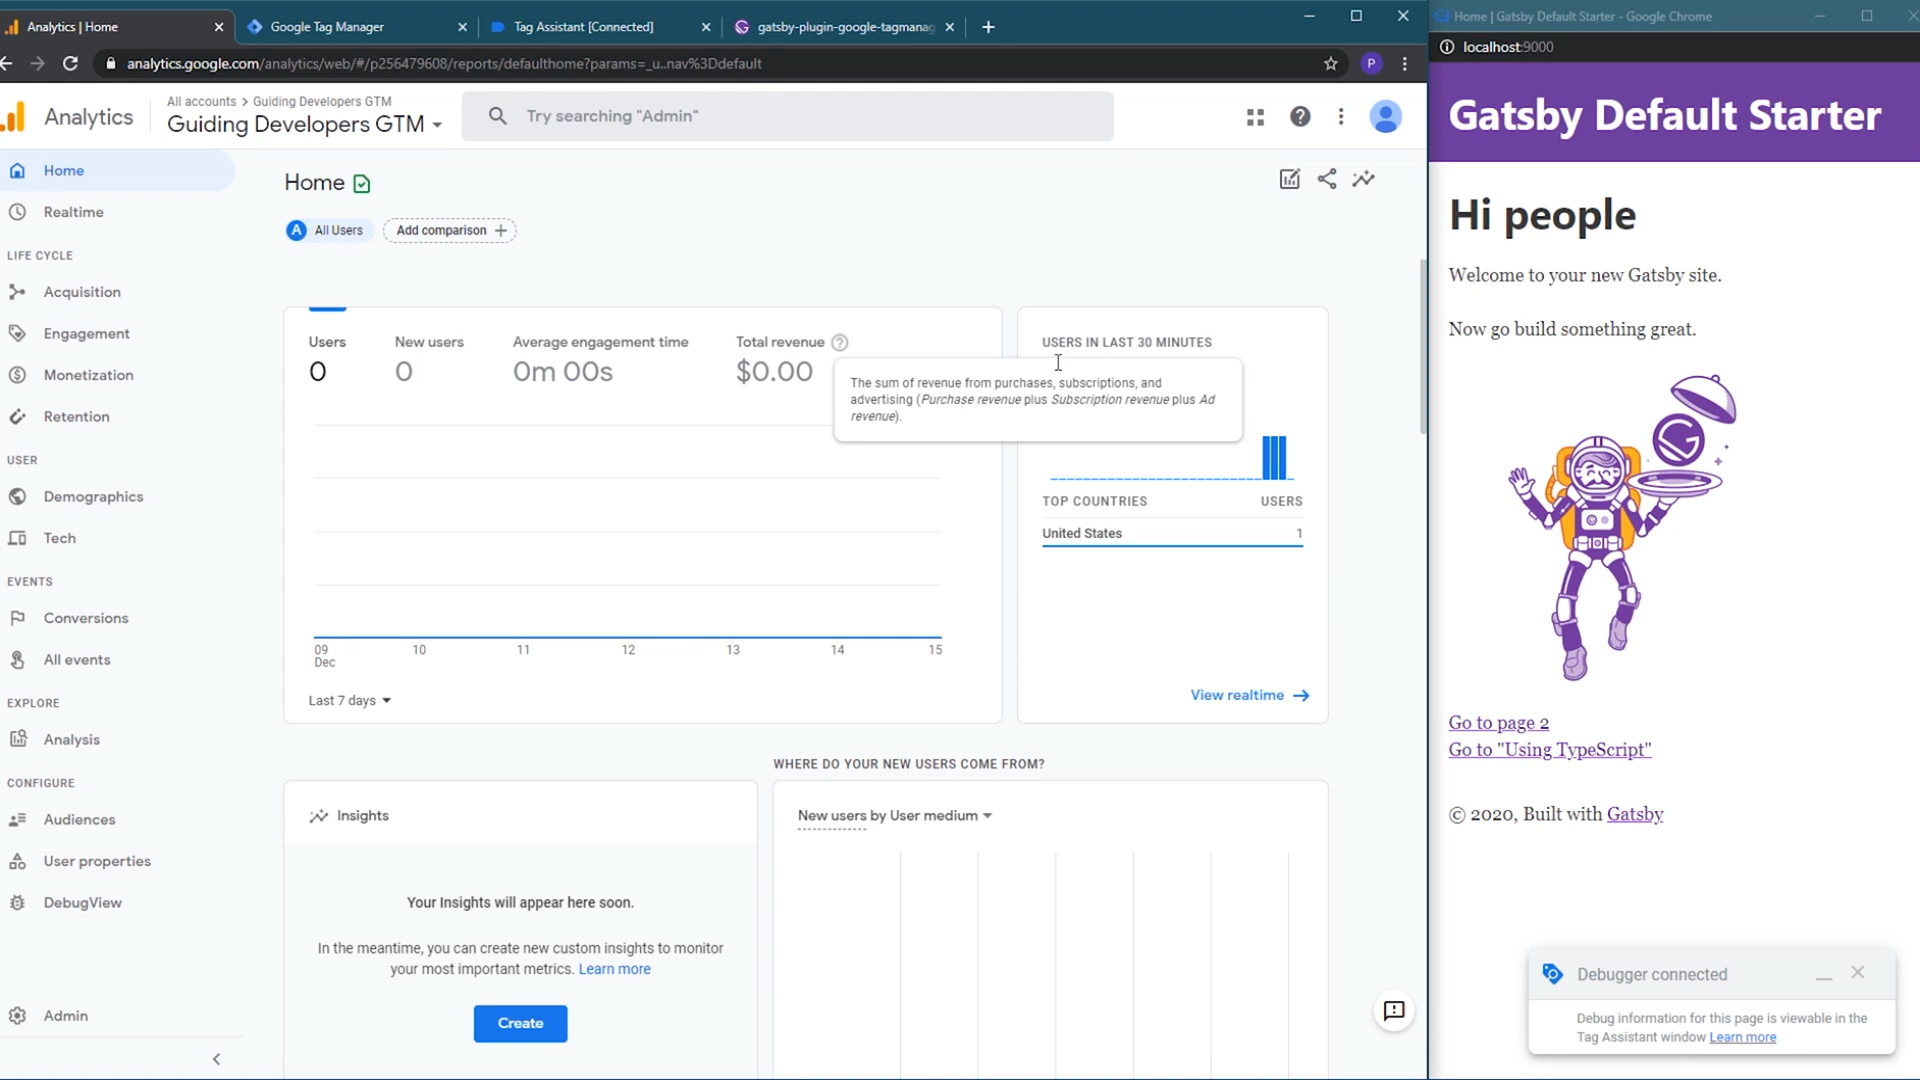 Analytics | Home
Google Tag Manager
Tag Assistant [Connected]
gatsby-plugin-google-tagmanag
Home | Gatsby Default Starter - Google Chrome
analytics.google.com/analytics/web/#/p256479608/reports/defaulthome?params=_u..nav%3Ddefault
P
localhost:9000
Analytics
All accounts > Guiding Developers GTM
Guiding Developers GTM
Try searching "Admin"
Home
Realtime
LIFE CYCLE
Acquisition
Engagement
Monetization
Retention
USER
Demographics
Tech
EVENTS
Conversions
All events
EXPLORE
Analysis
CONFIGURE
Audiences
User properties
DebugView
Admin
Home
A All Users
Add comparison +
Users
0
New users
0
Average engagement time
0m 00s
Total revenue
$0.00
The sum of revenue from purchases, subscriptions, and
advertising (Purchase revenue plus Subscription revenue plus Ad
revenue).
09 10 11 12 13 14 15
Dec
Last 7 days
USERS IN LAST 30 MINUTES
TOP COUNTRIES USERS
United States 1
View realtime
WHERE DO YOUR NEW USERS COME FROM?
Insights
Your Insights will appear here soon.
In the meantime, you can create new custom insights to monitor
your most important metrics. Learn more
Create
New users by User medium
Gatsby Default Starter
Hi people
Welcome to your new Gatsby site.
Now go build something great.
Go to page 2
Go to "Using TypeScript"
© 2020, Built with Gatsby
Debugger connected
Debug information for this page is viewable in the
Tag Assistant window Learn more